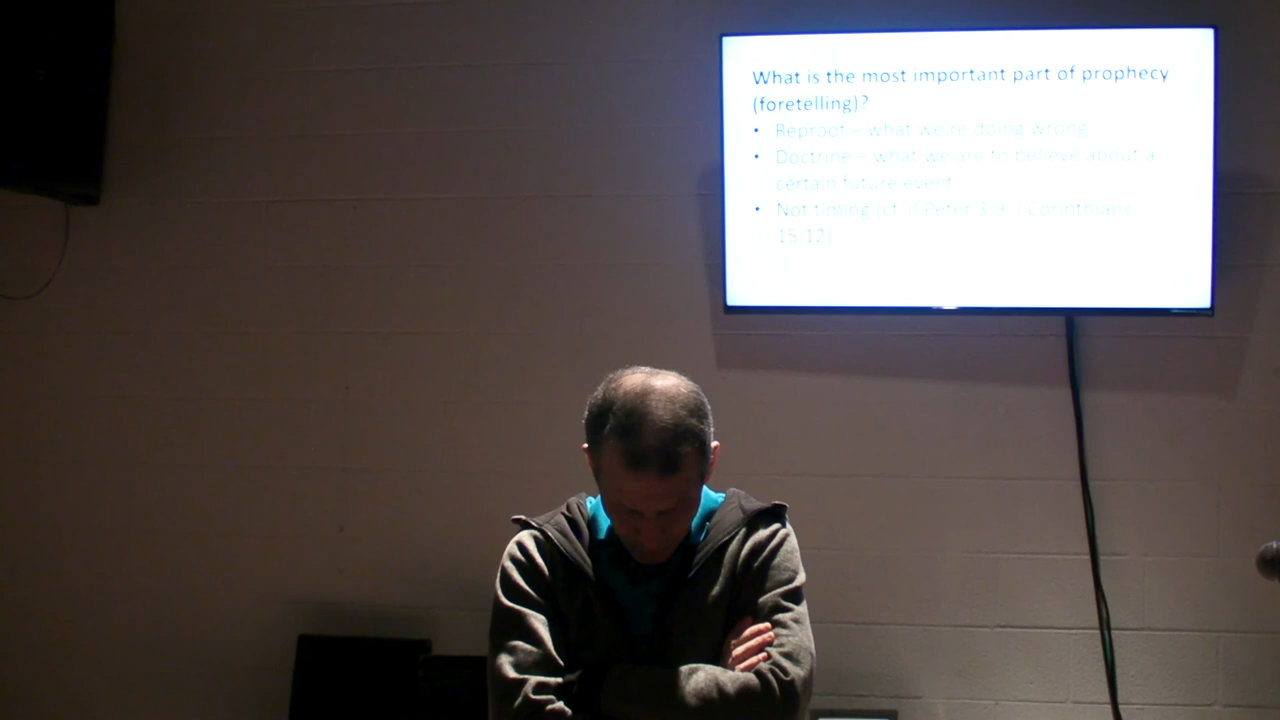 What is the most important part of prophecy
(foretelling)?
• Reproof – what we're doing wrong
• Doctrine – what we are to believe about a
certain future event
• Not timing (cf. II Peter 3:9, I Corinthians
15:12)